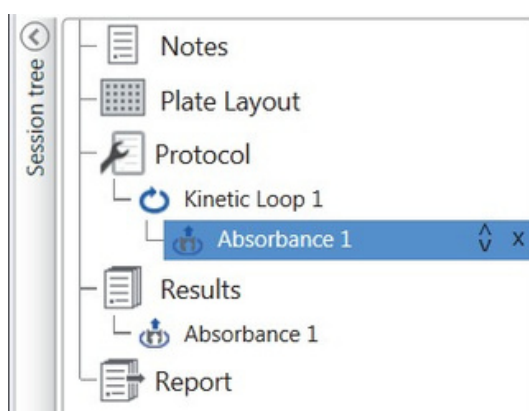 Session tree
Notes
Plate Layout
Protocol
Kinetic Loop 1
Absorbance 1 x
Results
Absorbance 1
Report